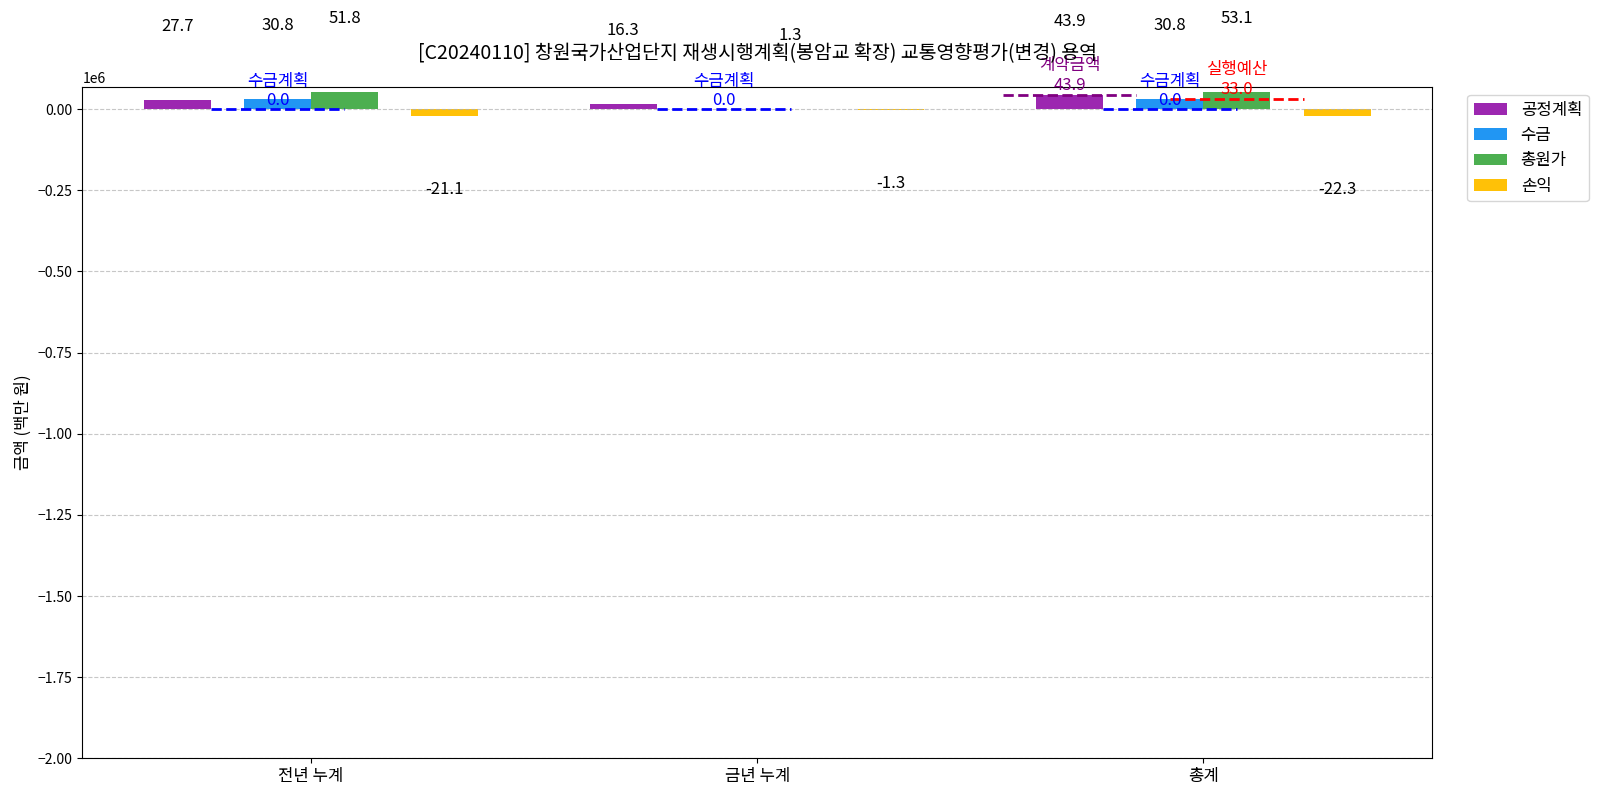 27.7
30.8
51.8
16.3
1.3
43.9
30.8
53.1
[C20240110] 창원국가산업단지 재생시행계획(봉암교 확장) 교통영향평가(변경) 용역
1e6
수금계획
0.0
수금계획
0.0
계약금액
43.9
수금계획
0.0
실행예산
33.0
공정계획
수금
총원가
손익
-21.1
-1.3
-22.3
금액 (백만 원)
0.00
−0.25
−0.50
−0.75
−1.00
−1.25
−1.50
−1.75
−2.00
전년 누계
금년 누계
총계